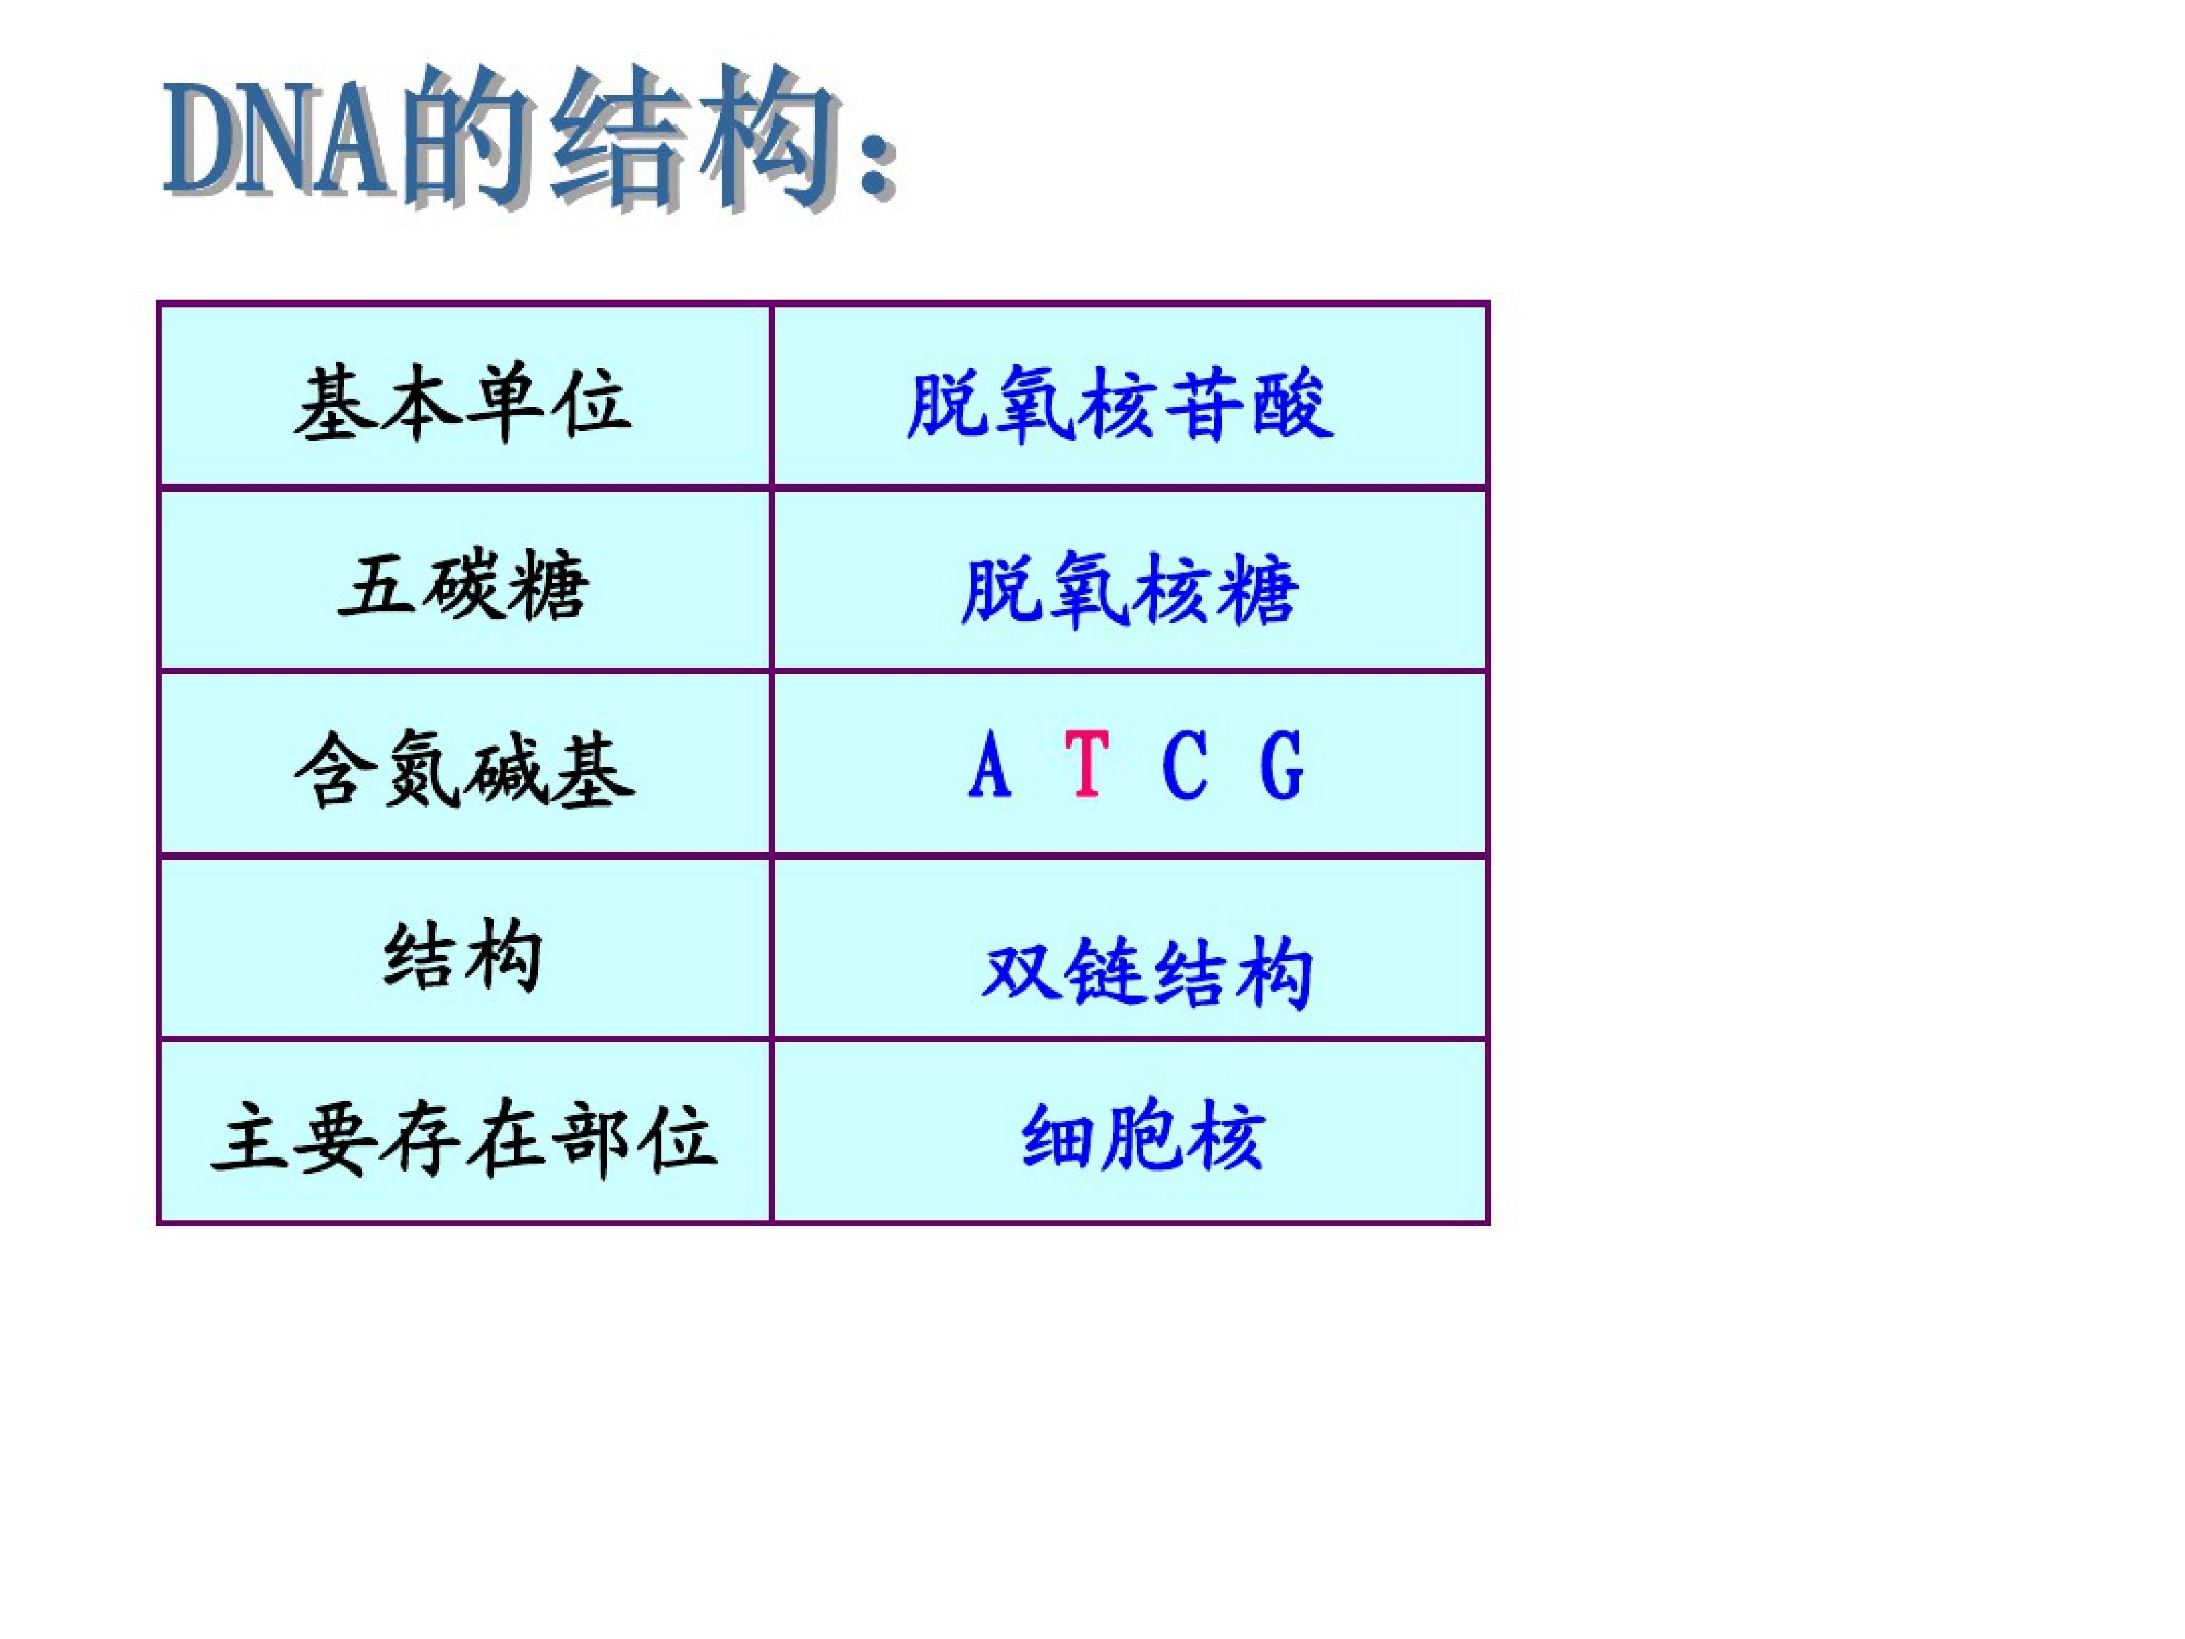 DNA的结构：
基本单位 脱氧核苷酸
五碳糖 脱氧核糖
含氮碱基 A T C G
结构 双链结构
主要存在部位 细胞核